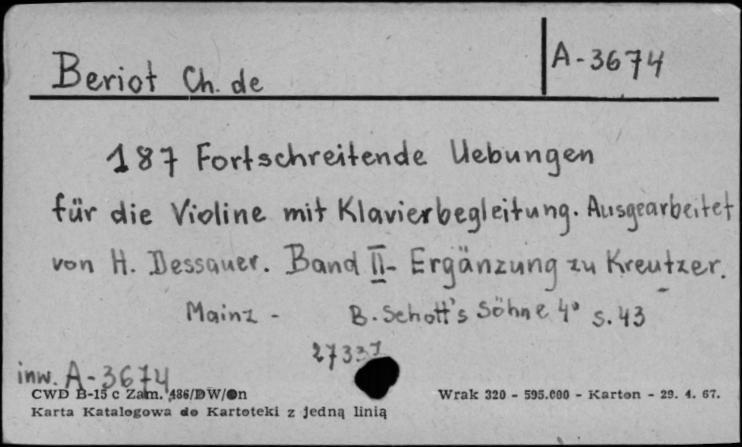 Beriot Ch. de
A-3674
187 Fortschreitende Uebungen
für die Violine mit Klavierbegleitung. Ausgearbeitet
von H. Dessauer. Band II- Ergänzung zu Kreutzer.
Mainz - B. Schott's Söhne 4° s. 43
27331
inw. A-3674
CWD B-15 c Zam. 486/DW/On Wrak 320 - 595.000 - Karton - 29. 4. 67.
Karta Katalogowa do Kartoteki z jedną linią